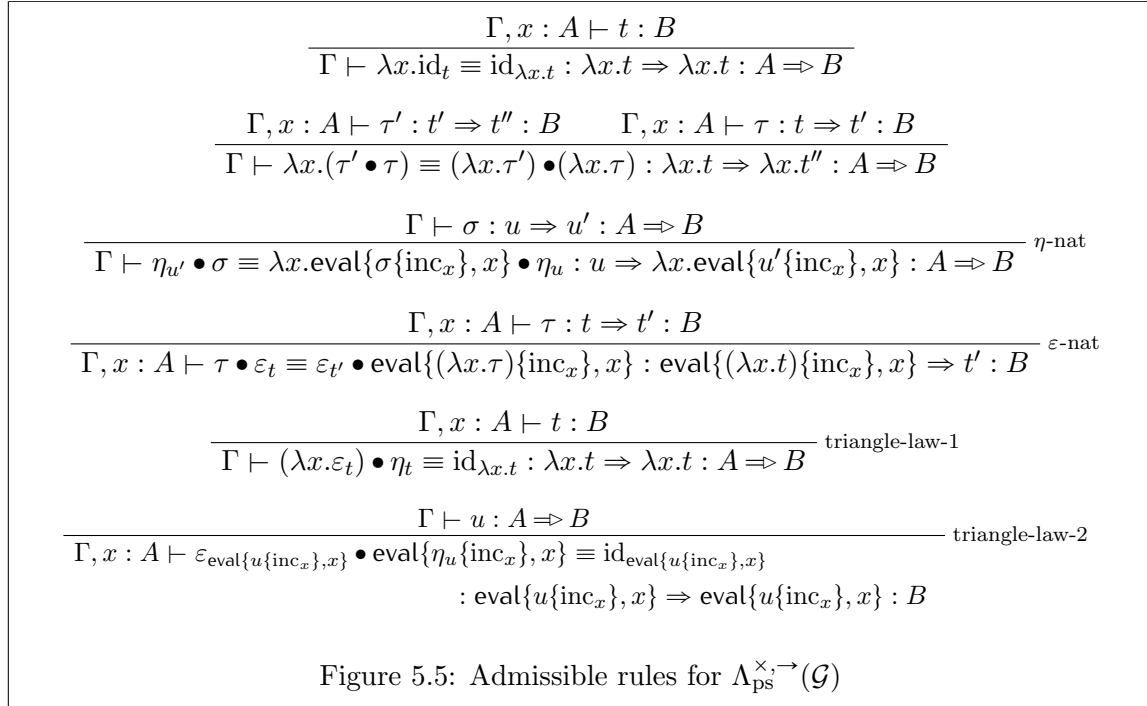 Γ, x : A ⊢ t : B
Γ ⊢ λx.id_t ≡ id_{λx.t} : λx.t ⇒ λx.t : A =▷ B
Γ, x : A ⊢ τ′ : t′ ⇒ t″ : B Γ, x : A ⊢ τ : t ⇒ t′ : B
Γ ⊢ λx.(τ′ • τ) ≡ (λx.τ′) • (λx.τ) : λx.t ⇒ λx.t″ : A =▷ B
Γ ⊢ σ : u ⇒ u′ : A =▷ B
η-nat
Γ ⊢ η_{u′} • σ ≡ λx.eval{σ{inc_x}, x} • η_u : u ⇒ λx.eval{u′{inc_x}, x} : A =▷ B
Γ, x : A ⊢ τ : t ⇒ t′ : B
ε-nat
Γ, x : A ⊢ τ • ε_t ≡ ε_{t′} • eval{(λx.τ){inc_x}, x} : eval{(λx.t){inc_x}, x} ⇒ t′ : B
Γ, x : A ⊢ t : B
triangle-law-1
Γ ⊢ (λx.ε_t) • η_t ≡ id_{λx.t} : λx.t ⇒ λx.t : A =▷ B
Γ ⊢ u : A =▷ B
triangle-law-2
Γ, x : A ⊢ ε_{eval{u{inc_x},x}} • eval{η_u{inc_x}, x} ≡ id_{eval{u{inc_x},x}}
: eval{u{inc_x}, x} ⇒ eval{u{inc_x}, x} : B
Figure 5.5: Admissible rules for Λ_{ps}^{×,→}(𝒢)